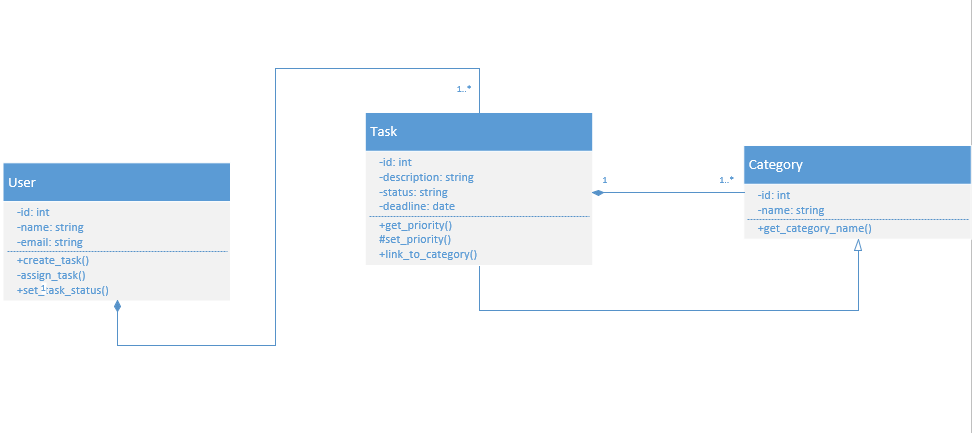 1..*
Task
-id: int
-description: string
-status: string
-deadline: date
+get_priority()
#set_priority()
+link_to_category()
1
1..*
Category
-id: int
-name: string
+get_category_name()
User
-id: int
-name: string
-email: string
+create_task()
-assign_task()
1